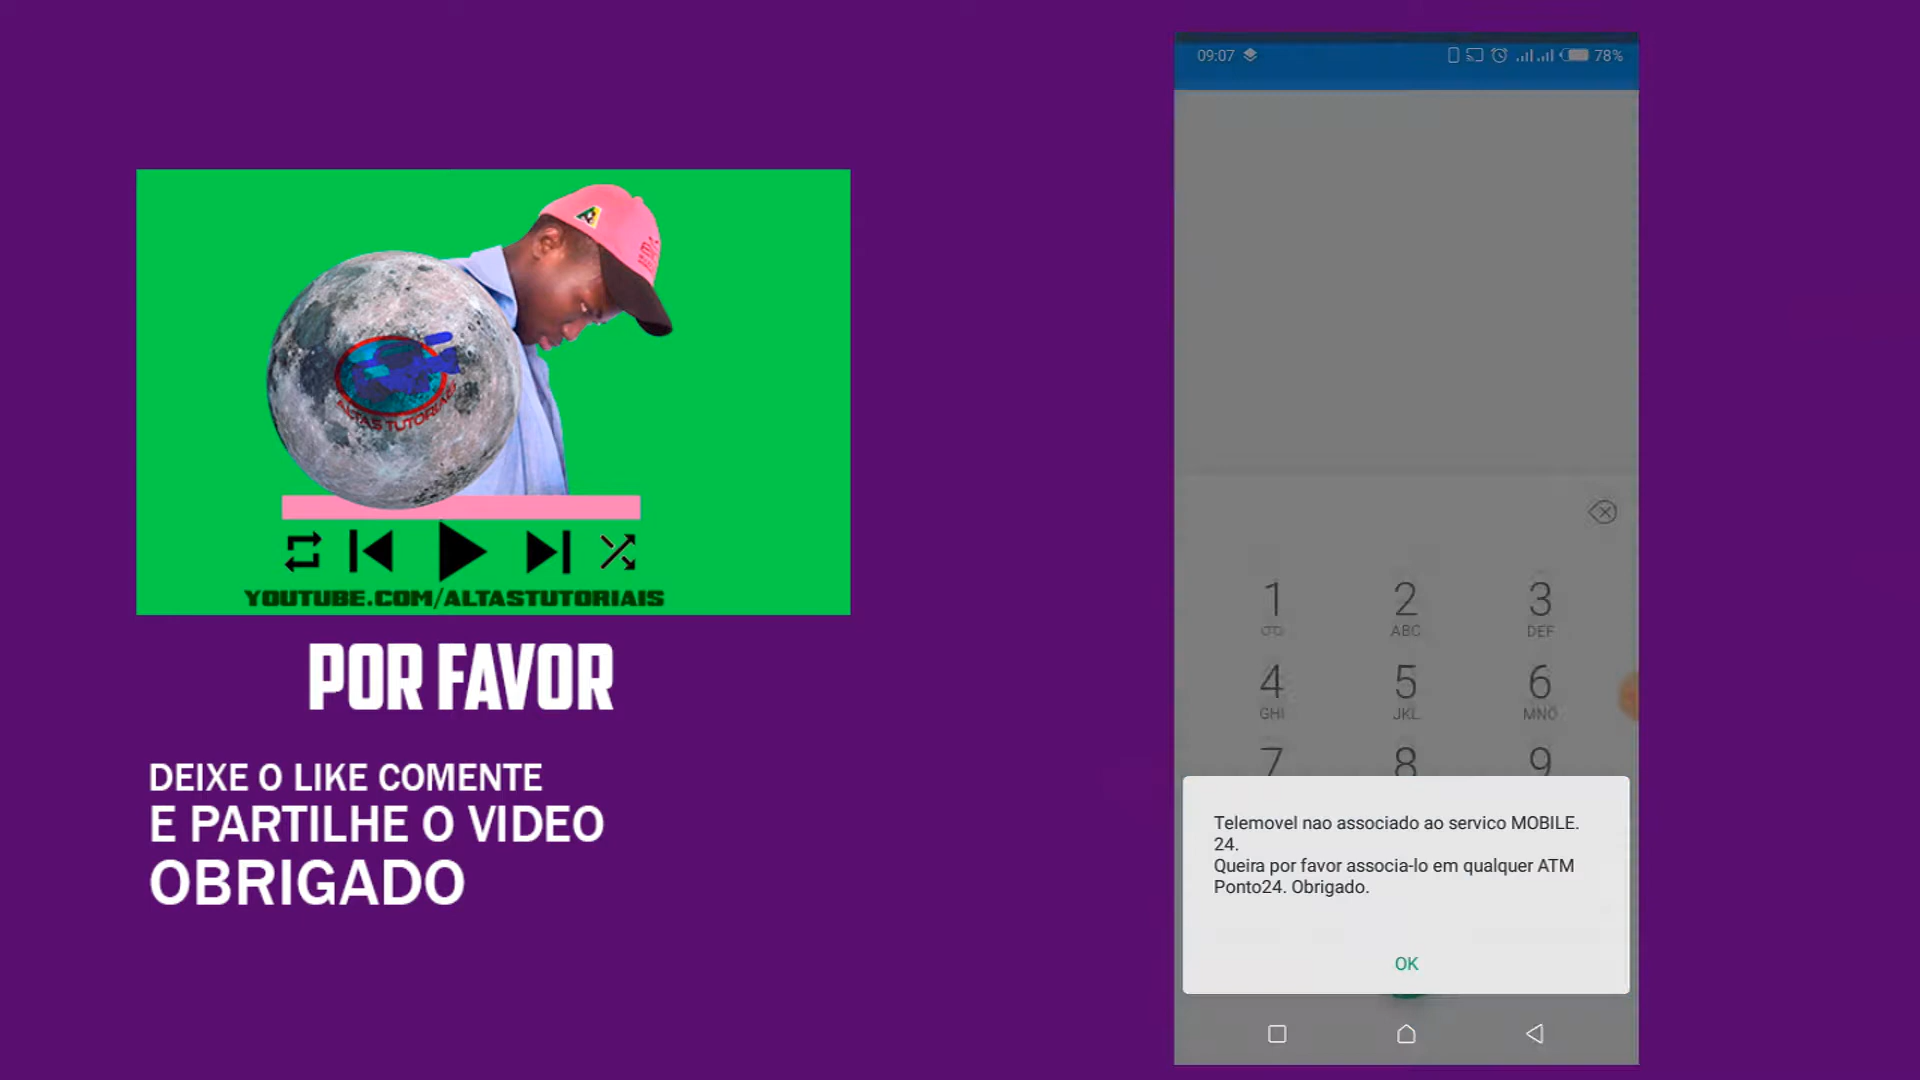 ALTAS TUTORIAIS
YOUTUBE.COM/ALTASTUTORIAIS
POR FAVOR
DEIXE O LIKE COMENTE
E PARTILHE O VIDEO
OBRIGADO
09:07
78%
1
2 ABC
3 DEF
4 GHI
5 JKL
6 MNO
7
8
9
Telemovel nao associado ao servico MOBILE.
24.
Queira por favor associa-lo em qualquer ATM
Ponto24. Obrigado.
OK